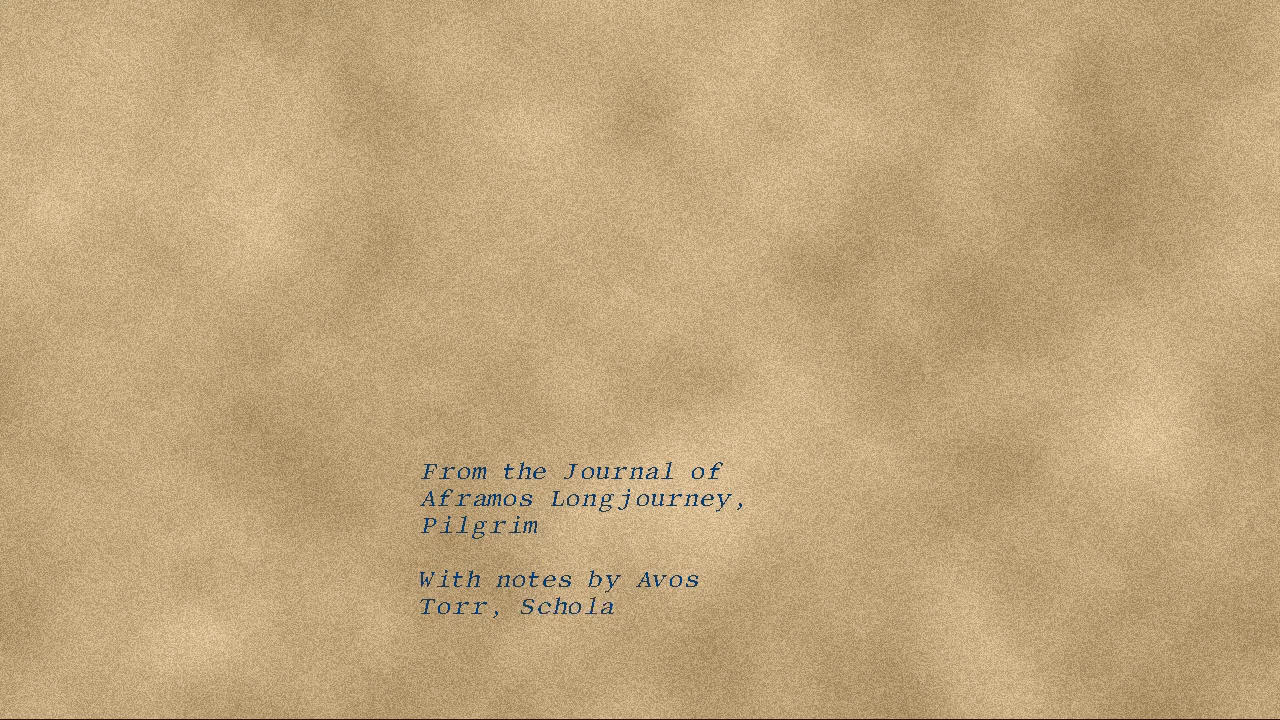 From the Journal of
Aframos Longjourney,
Pilgrim
With notes by Avos
Torr, Schola